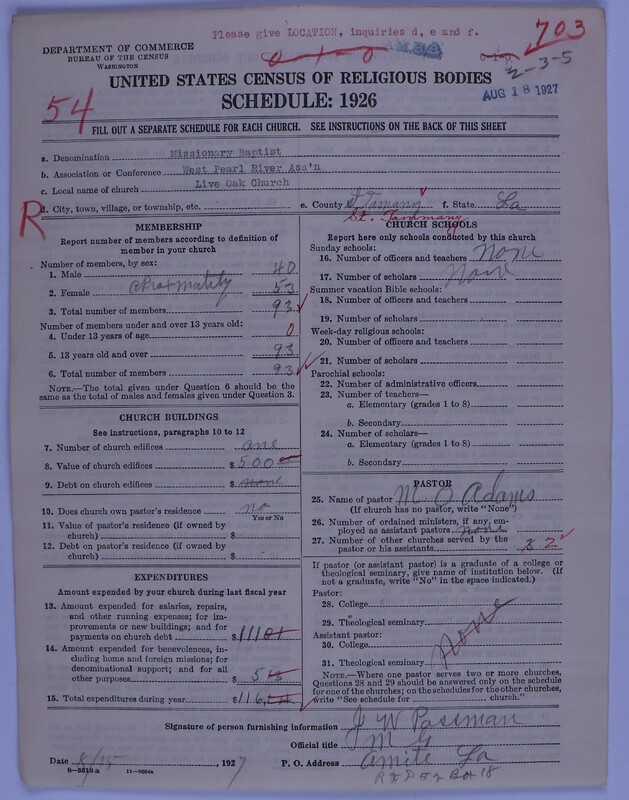 Please give LOCATION, inquiries d, e and f.
703
0-1-0
2-3-5
AUG 18 1927
DEPARTMENT OF COMMERCE
BUREAU OF THE CENSUS
WASHINGTON
UNITED STATES CENSUS OF RELIGIOUS BODIES
54
SCHEDULE: 1926
FILL OUT A SEPARATE SCHEDULE FOR EACH CHURCH. SEE INSTRUCTIONS ON THE BACK OF THIS SHEET
a. Denomination Missionary Baptist
b. Association or Conference West Pearl River Ass'n
c. Local name of church Live Oak Church
R
d. City, town, village, or township, etc. e. County St Tamany f. State La
St. Tammany
MEMBERSHIP
Report number of members according to definition of member in your church
Number of members, by sex:
1. Male 40
2. Female 53
3. Total number of members 93
Number of members under and over 13 years old:
4. Under 13 years of age 0
5. 13 years old and over 93
6. Total number of members 93
NOTE.—The total given under Question 6 should be the same as the total of males and females given under Question 3.
CHURCH BUILDINGS
See instructions, paragraphs 10 to 12
7. Number of church edifices one
8. Value of church edifices $ 500
9. Debt on church edifices $ none
10. Does church own pastor's residence no
Yes or No
11. Value of pastor's residence (if owned by church) $
12. Debt on pastor's residence (if owned by church) $
EXPENDITURES
Amount expended by your church during last fiscal year
13. Amount expended for salaries, repairs, and other running expenses; for improvements or new buildings; and for payments on church debt $ 111
14. Amount expended for benevolences, including home and foreign missions; for denominational support; and for all other purposes $ 5
15. Total expenditures during year $ 116
CHURCH SCHOOLS
Report here only schools conducted by this church
Sunday schools:
16. Number of officers and teachers None
17. Number of scholars None
Summer vacation Bible schools:
18. Number of officers and teachers
19. Number of scholars
Week-day religious schools:
20. Number of officers and teachers
21. Number of scholars
Parochial schools:
22. Number of administrative officers
23. Number of teachers—
a. Elementary (grades 1 to 8)
b. Secondary
24. Number of scholars—
a. Elementary (grades 1 to 8)
b. Secondary
PASTOR
25. Name of pastor M O Adams
(If church has no pastor, write "None")
26. Number of ordained ministers, if any, employed as assistant pastors none
27. Number of other churches served by the pastor or his assistants 2
If pastor (or assistant pastor) is a graduate of a college or theological seminary, give name of institution below. (If not a graduate, write "No" in the space indicated.)
Pastor:
28. College
29. Theological seminary none
Assistant pastor:
30. College
31. Theological seminary
NOTE.—Where one pastor serves two or more churches, Questions 28 and 29 should be answered only on the schedule for one of the churches; on the schedules for the other churches, write "See schedule for church."
Signature of person furnishing information J W Passman
Official title M G
Date 8/15, 1927 P. O. Address Amite La
8-5518a 11-9054a
Box 18